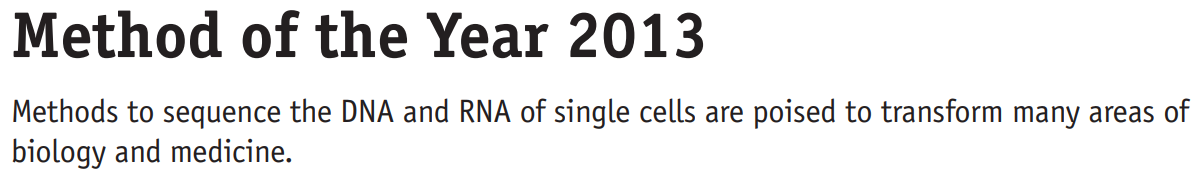 Method of the Year 2013
Methods to sequence the DNA and RNA of single cells are poised to transform many areas of
biology and medicine.